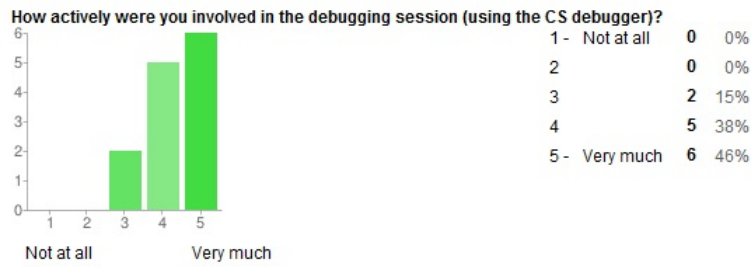 How actively were you involved in the debugging session (using the CS debugger)?
6
5
4
3
2
1
0
1 2 3 4 5
Not at all Very much
1 - Not at all 0 0%
2 0 0%
3 2 15%
4 5 38%
5 - Very much 6 46%